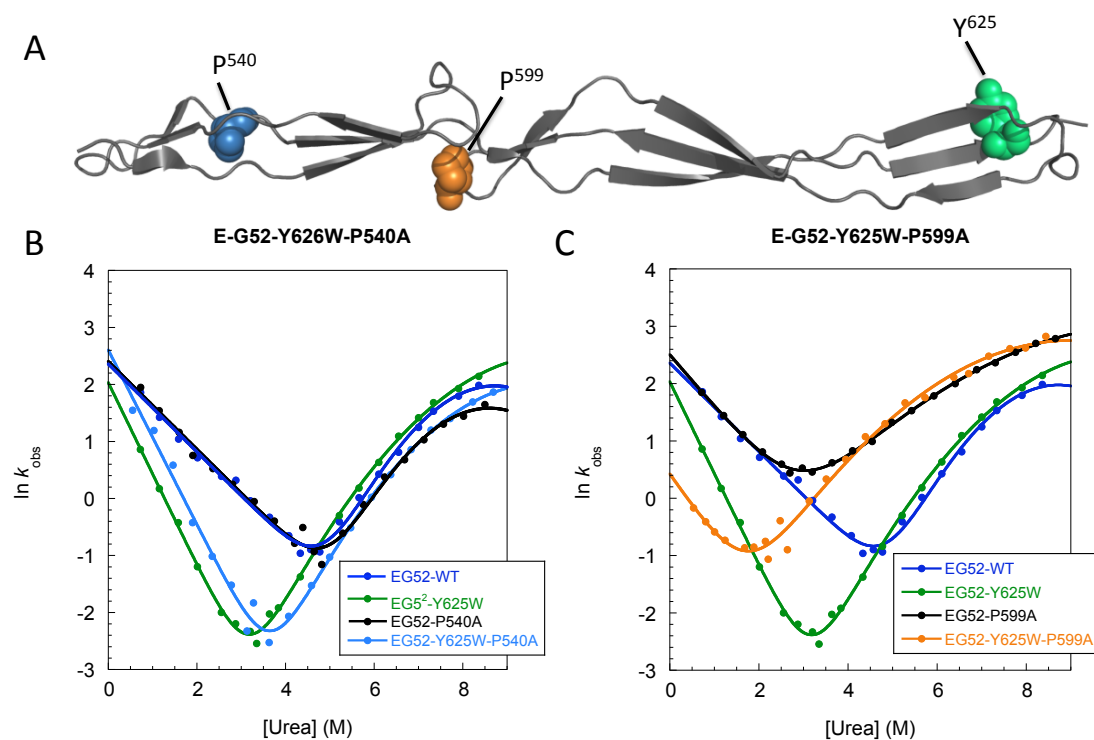 A
P540
P599
Y625
B
E-G52-Y626W-P540A
C
E-G52-Y625W-P599A
4
3
2
1
0
-1
-2
-3
ln kobs
0
2
4
6
8
[Urea] (M)
EG52-WT
EG5²-Y625W
EG52-P540A
EG52-Y625W-P540A
4
3
2
1
0
-1
-2
-3
ln kobs
0
2
4
6
8
[Urea] (M)
EG52-WT
EG52-Y625W
EG52-P599A
EG52-Y625W-P599A